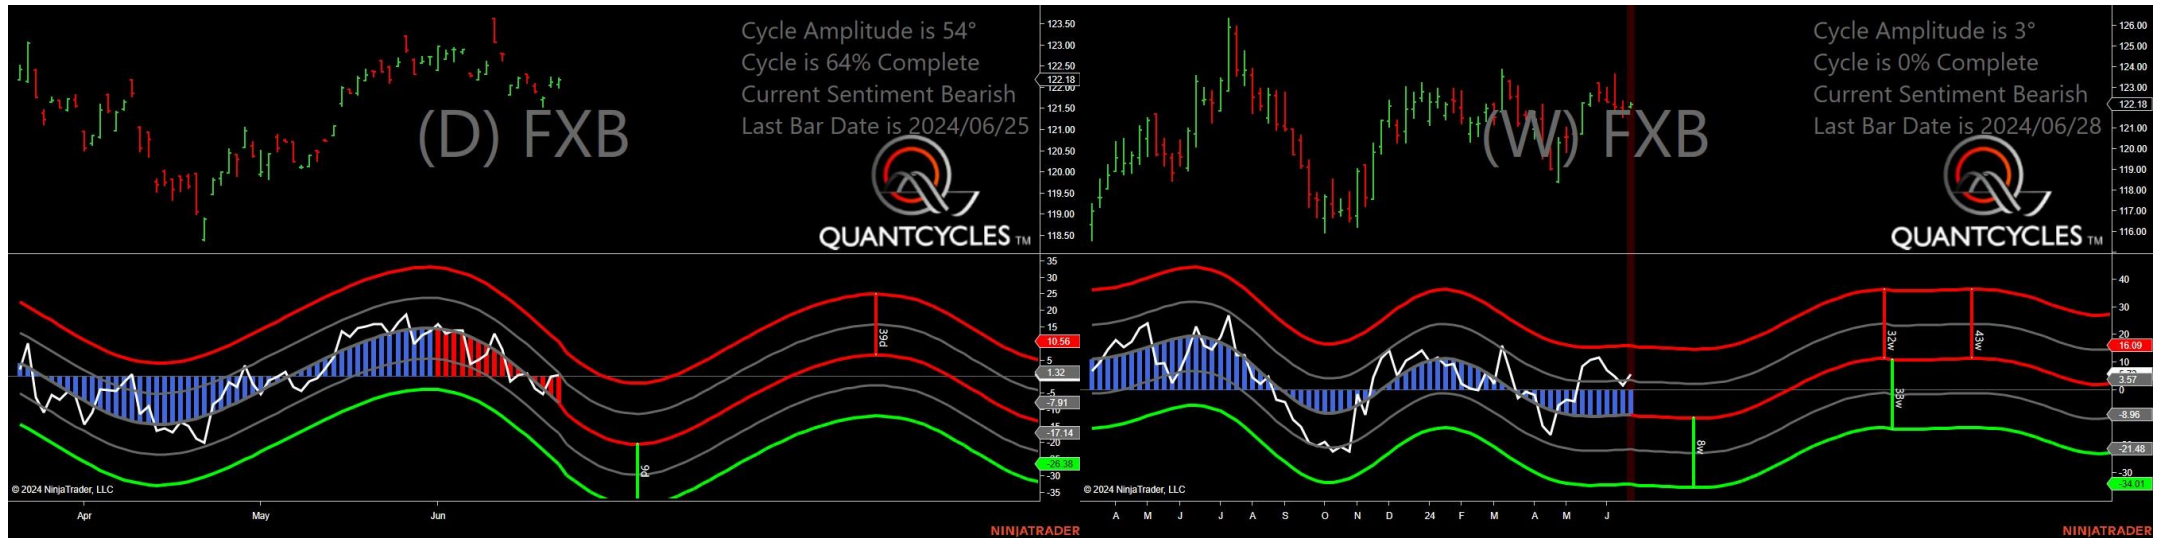 Cycle Amplitude is 54°
Cycle is 64% Complete
Current Sentiment Bearish
Last Bar Date is 2024/06/25
(D) FXB
QUANTCYCLES TM
123.50
123.00
122.50
122.18
122.00
121.50
121.00
120.50
120.00
119.50
119.00
118.50
35
30
25
20
15
10.56
5
1.32
-5
-7.91
-10
-15
-17.14
-20
-26.38
-30
-35
39d
9d
© 2024 NinjaTrader, LLC
Apr May Jun
NINJATRADER
Cycle Amplitude is 3°
Cycle is 0% Complete
Current Sentiment Bearish
Last Bar Date is 2024/06/28
(W) FXB
QUANTCYCLES TM
126.00
125.00
124.00
123.00
122.18
121.00
120.00
119.00
118.00
117.00
116.00
40
30
20
16.09
10
3.57
0
-8.96
-21.48
-30
-34.01
32w
43w
33w
8w
© 2024 NinjaTrader, LLC
A M J J A S O N D 24 F M A M J
NINJATRADER